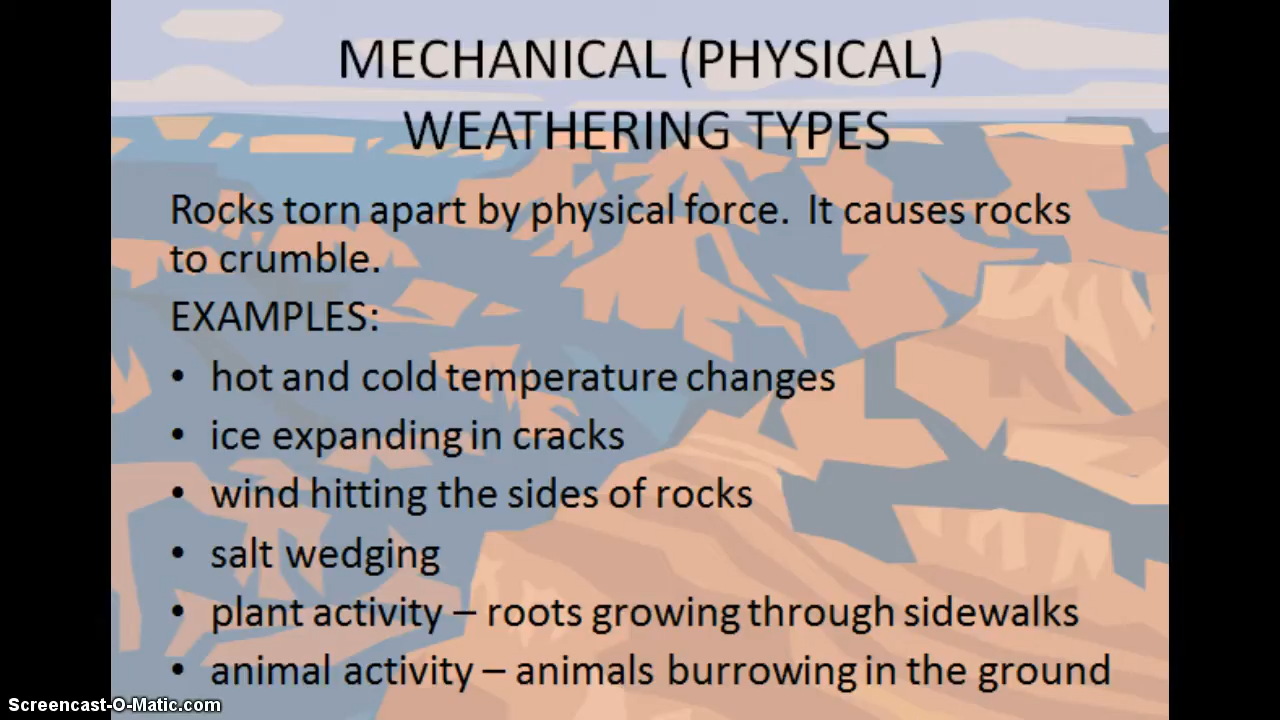 MECHANICAL (PHYSICAL)
WEATHERING TYPES
Rocks torn apart by physical force. It causes rocks
to crumble.
EXAMPLES:
• hot and cold temperature changes
• ice expanding in cracks
• wind hitting the sides of rocks
• salt wedging
• plant activity – roots growing through sidewalks
• animal activity – animals burrowing in the ground
Screencast-O-Matic.com